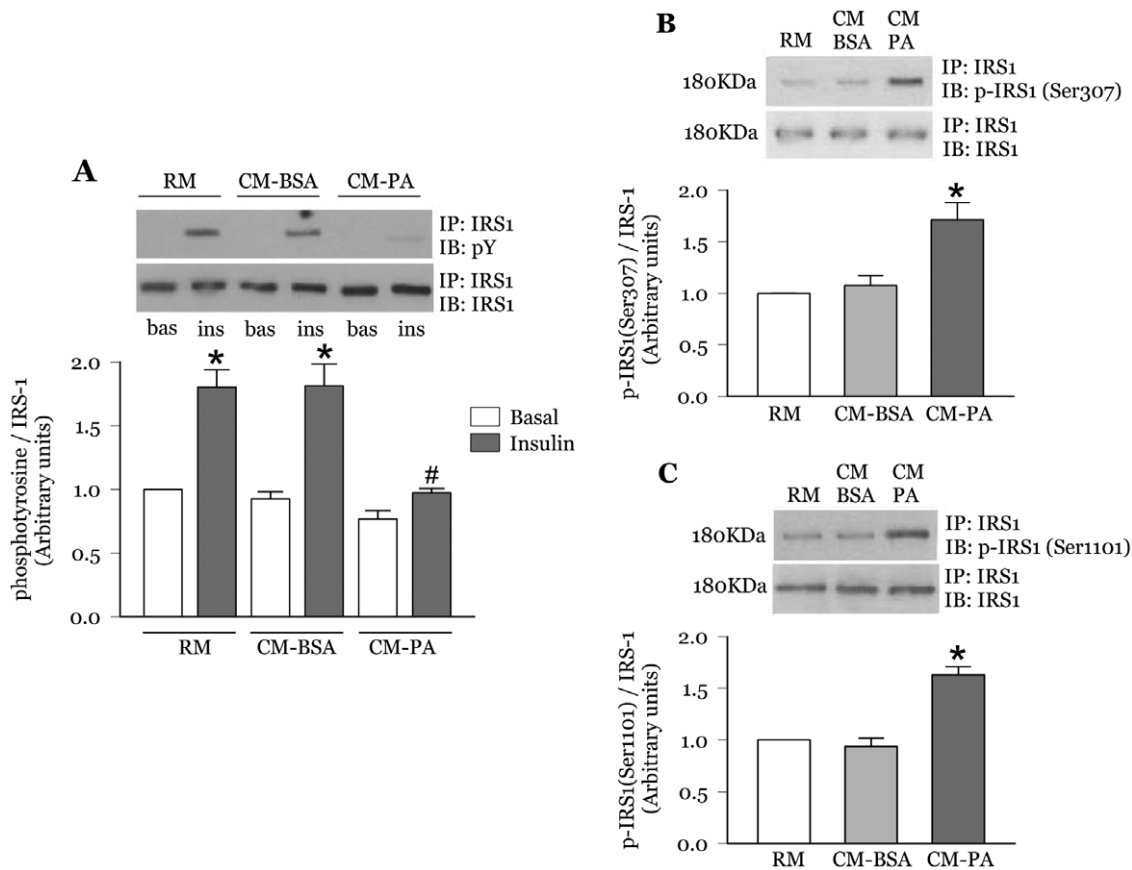 A
RM CM-BSA CM-PA
IP: IRS1
IB: pY
IP: IRS1
IB: IRS1
bas ins bas ins bas ins
phosphotyrosine / IRS-1
(Arbitrary units)
2.0
1.5
1.0
0.5
0.0
* * #
Basal
Insulin
RM CM-BSA CM-PA
B
RM CM BSA CM PA
180KDa
IP: IRS1
IB: p-IRS1 (Ser307)
180KDa
IP: IRS1
IB: IRS1
p-IRS1(Ser307) / IRS-1
(Arbitrary units)
2.0
1.5
1.0
0.5
0.0
*
RM CM-BSA CM-PA
C
RM CM BSA CM PA
180KDa
IP: IRS1
IB: p-IRS1 (Ser1101)
180KDa
IP: IRS1
IB: IRS1
p-IRS1(Ser1101) / IRS-1
(Arbitrary units)
2.0
1.5
1.0
0.5
0.0
*
RM CM-BSA CM-PA